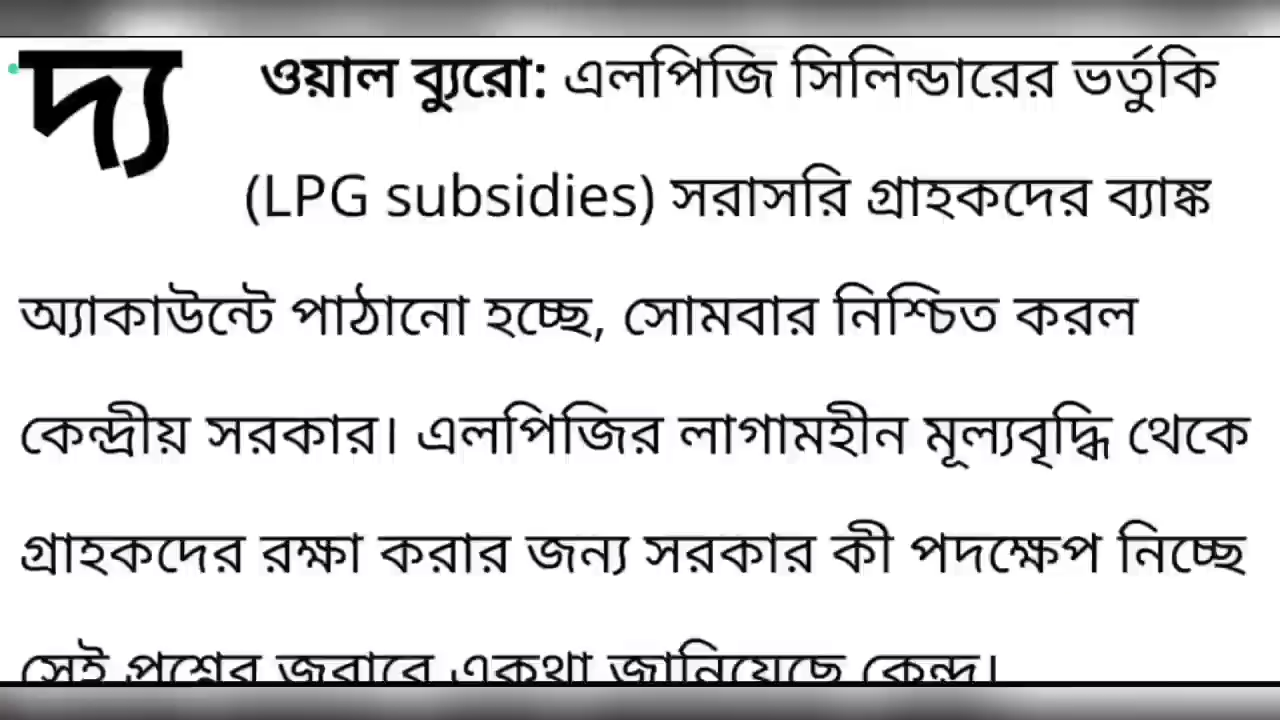 দ্য ওয়াল ব্যুরো: এলপিজি সিলিন্ডারের ভর্তুকি
(LPG subsidies) সরাসরি গ্রাহকদের ব্যাঙ্ক
অ্যাকাউন্টে পাঠানো হচ্ছে, সোমবার নিশ্চিত করল
কেন্দ্রীয় সরকার। এলপিজির লাগামহীন মূল্যবৃদ্ধি থেকে
গ্রাহকদের রক্ষা করার জন্য সরকার কী পদক্ষেপ নিচ্ছে
সেই প্রশ্নের জবাবে একথা জানিয়েছে কেন্দ্র।